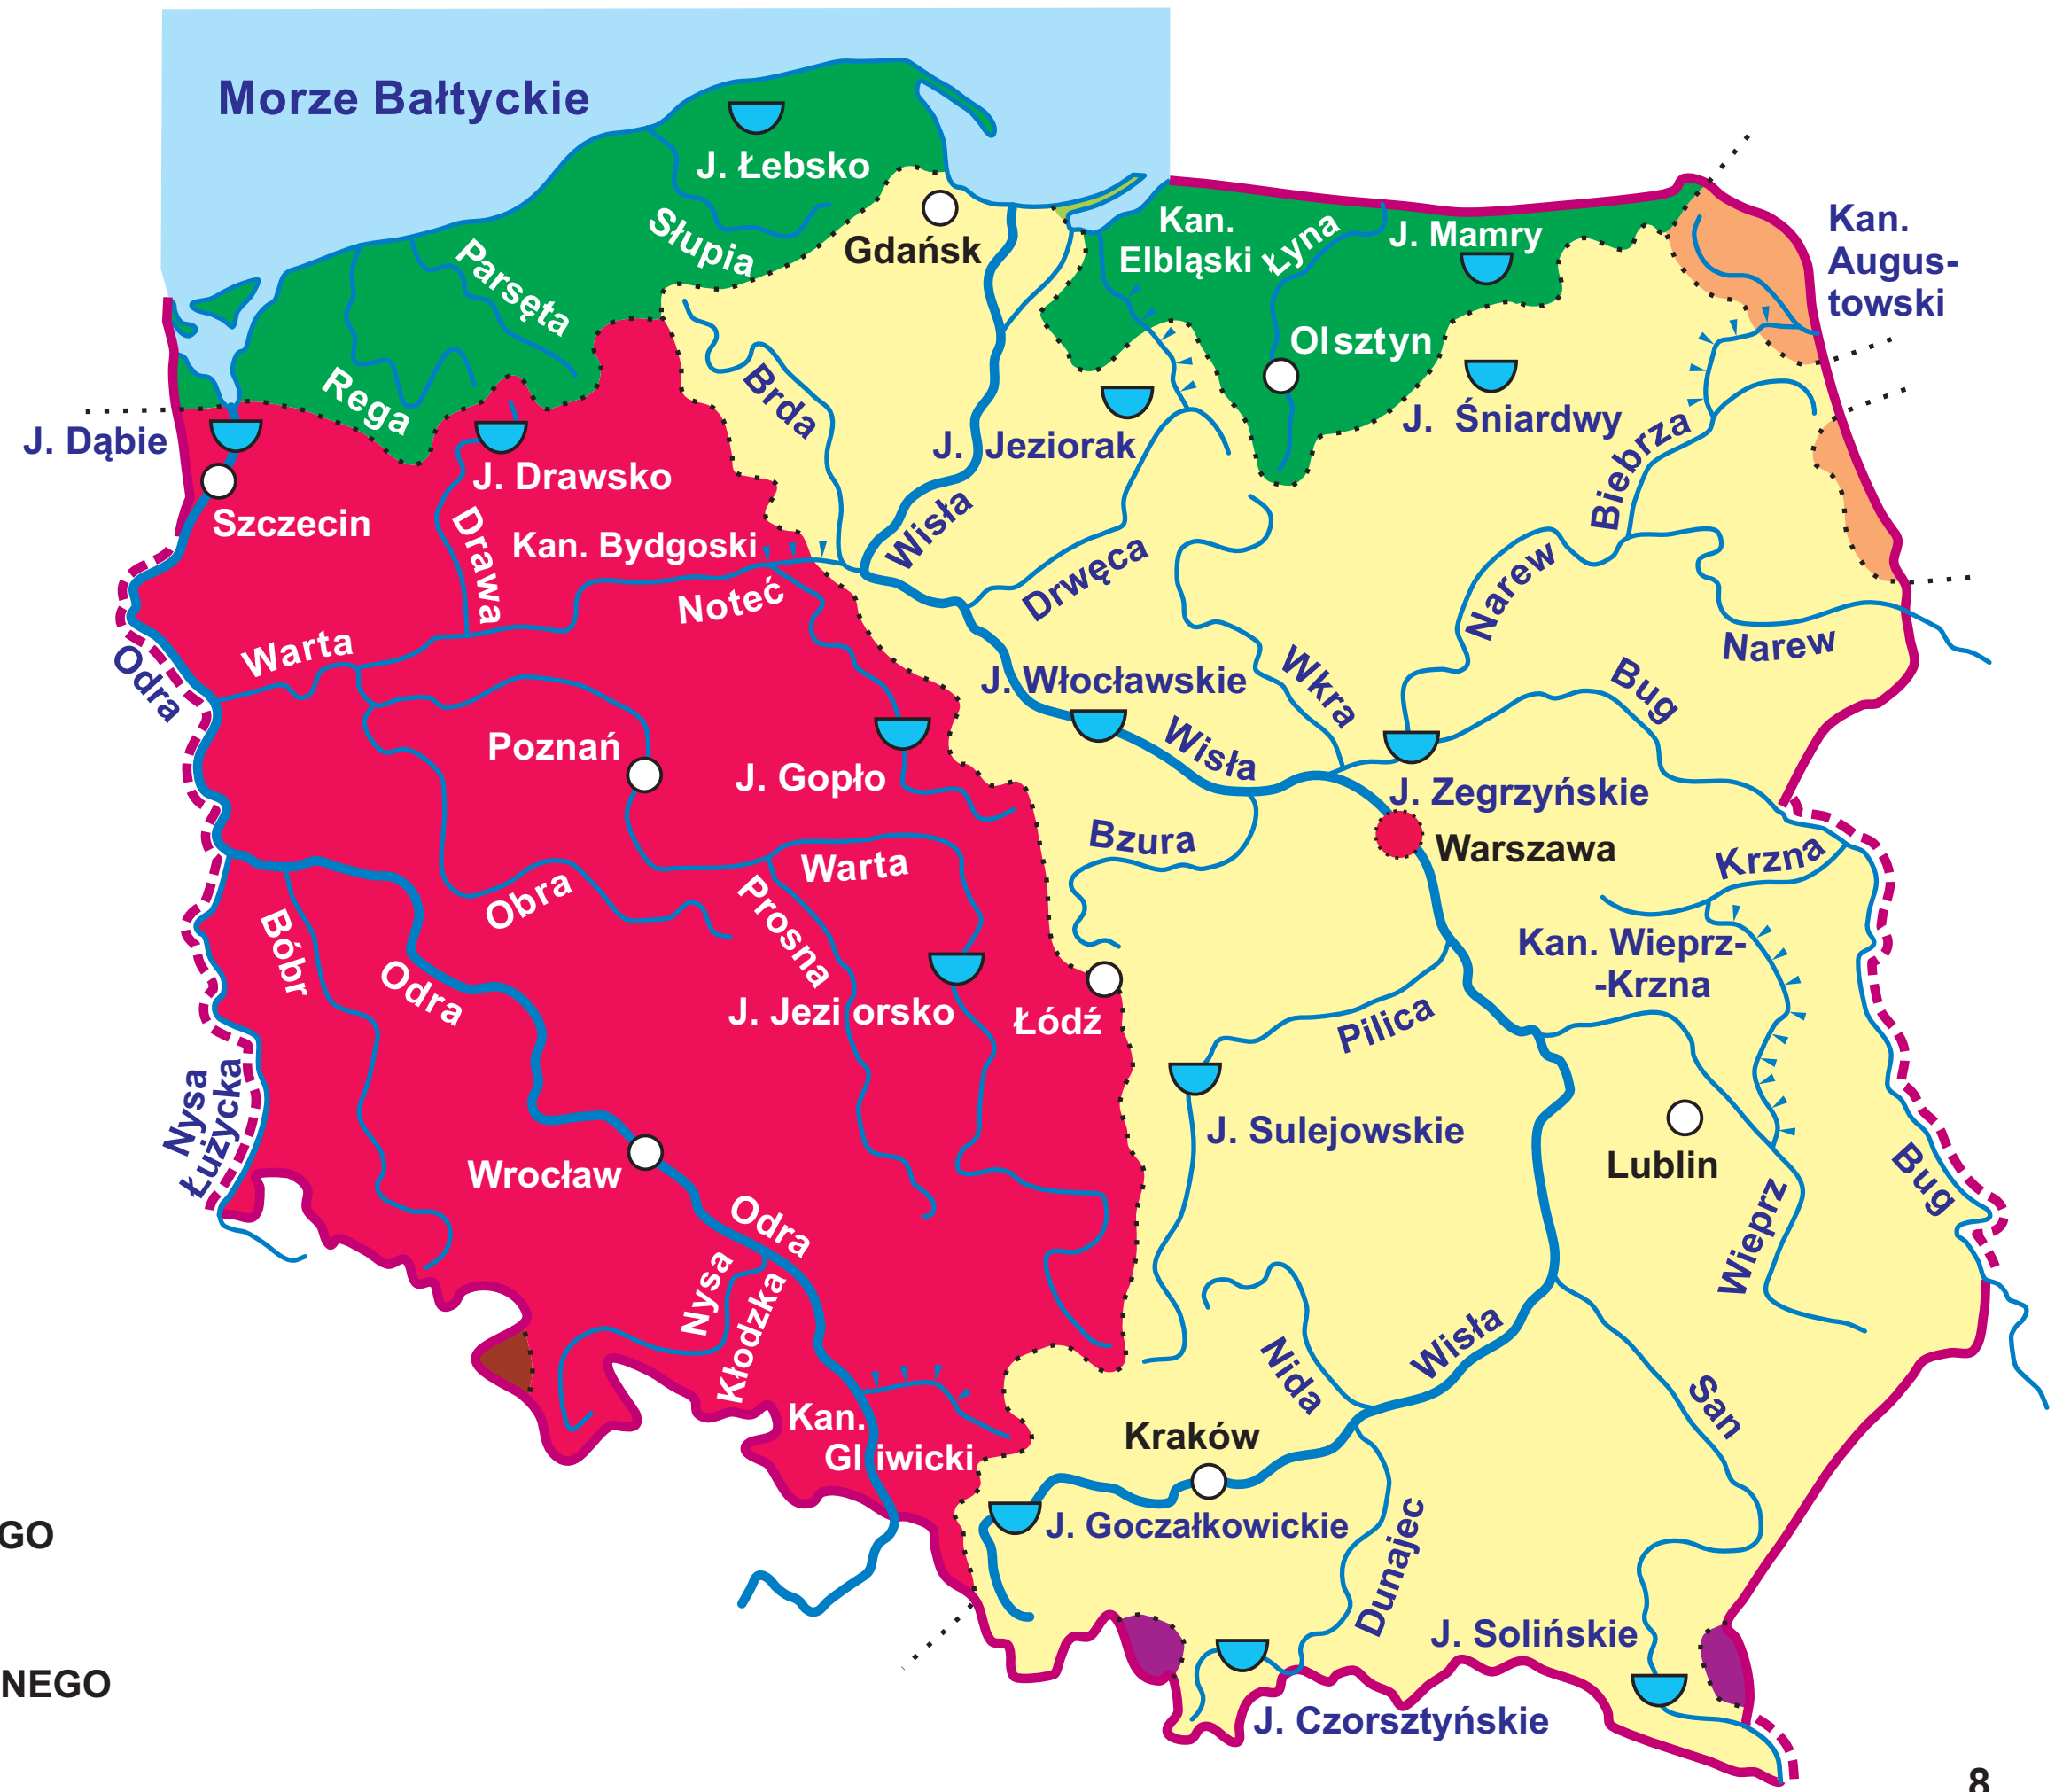 Morze Bałtyckie
J. Łebsko
Słupia
Gdańsk
Kan.
Elbląski
Łyna
J. Mamry
Kan.
Augus-
towski
Parsęta
Rega
Olsztyn
J. Dąbie
Brda
J. Jeziorak
J. Śniardwy
Biebrza
J. Drawsko
Szczecin
Drawa
Kan. Bydgoski
Wisła
Noteć
Drwęca
Narew
Narew
Warta
Odra
J. Włocławskie
Wkra
Bug
Poznań
J. Gopło
Wisła
J. Zegrzyńskie
Bzura
Warszawa
Krzna
Warta
Obra
Prosna
Bóbr
Odra
Kan. Wieprz-
-Krzna
J. Jeziorsko
Łódź
Pilica
Nysa
Łużycka
J. Sulejowskie
Lublin
Wrocław
Bug
Wieprz
Odra
Nysa
Kłodzka
Nida
Wisła
San
Kan.
Gliwicki
Kraków
J. Goczałkowickie
GO
Dunajec
J. Solińskie
NEGO
J. Czorsztyńskie
8